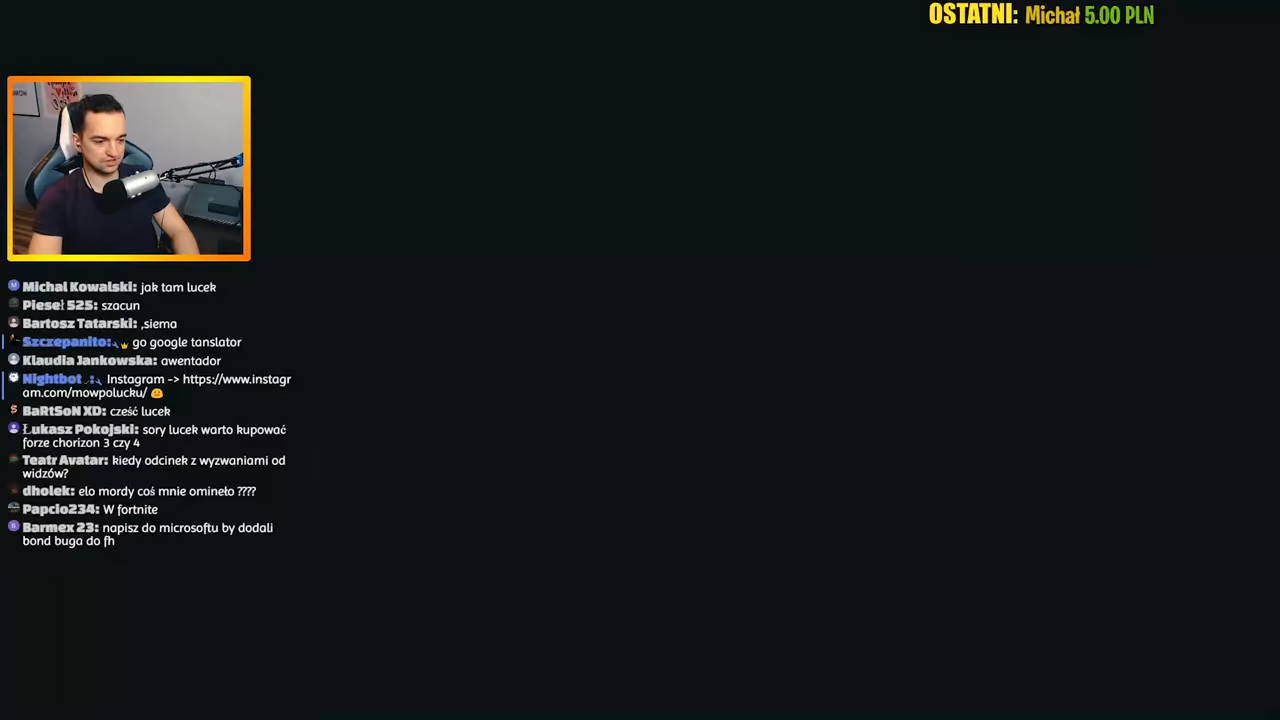 OSTATNI: Michał 5.00 PLN
Michal Kowalski: jak tam lucek
Pieseł 525: szacun
Bartosz Tatarski: ,siema
Szczepanito: go google tanslator
Klaudia Jankowska: awentador
Nightbot : Instagram -> https://www.instagr
am.com/mowpolucku/ 🙂
BaRtSoN XD: cześć lucek
Łukasz Pokojski: sory lucek warto kupować
forze chorizon 3 czy 4
Teatr Avatar: kiedy odcinek z wyzwaniami od
widzów?
dholek: elo mordy coś mnie omineło ????
Papcio234: W fortnite
Barmex 23: napisz do microsoftu by dodali
bond buga do fh